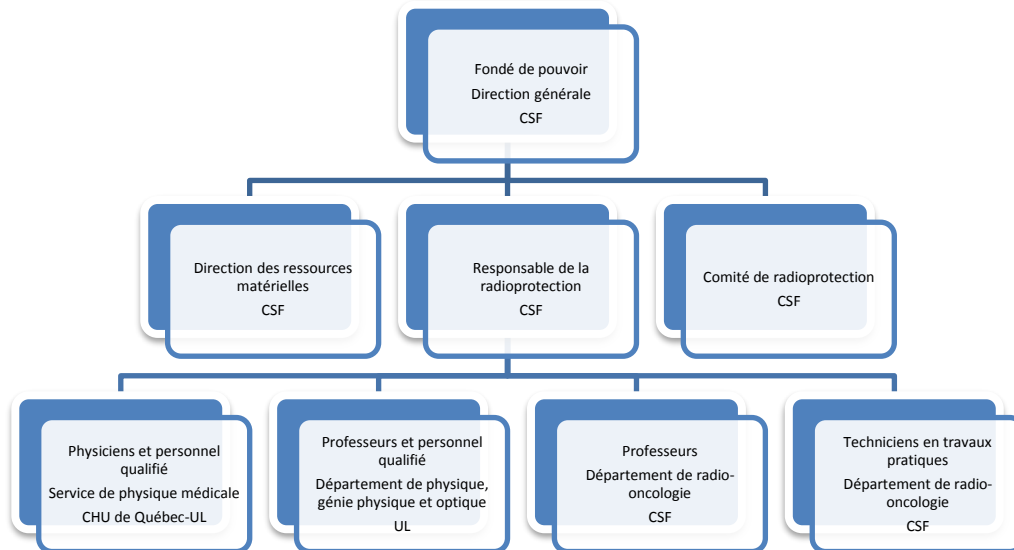 Fondé de pouvoir
Direction générale
CSF
Direction des ressources
matérielles
CSF
Responsable de la
radioprotection
CSF
Comité de radioprotection
CSF
Physiciens et personnel
qualifié
Service de physique médicale
CHU de Québec-UL
Professeurs et personnel
qualifié
Département de physique,
génie physique et optique
UL
Professeurs
Département de radio-
oncologie
CSF
Techniciens en travaux
pratiques
Département de radio-
oncologie
CSF